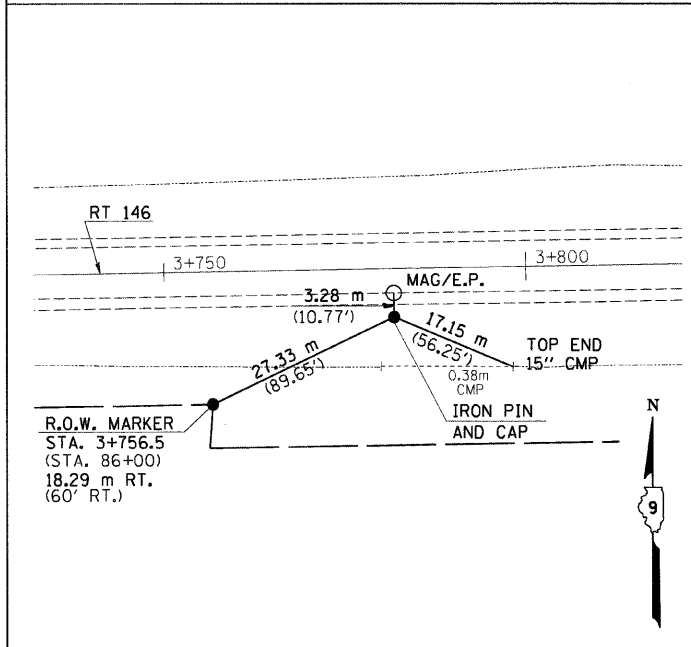 RT 146
3+750
3+800
MAG/E.P.
3.28 m
(10.77')
17.15 m
(56.25')
TOP END
15" CMP
27.33 m
(89.65')
0.38m
CMP
IRON PIN
AND CAP
R.O.W. MARKER
STA. 3+756.5
(STA. 86+00)
18.29 m RT.
(60' RT.)
N
9